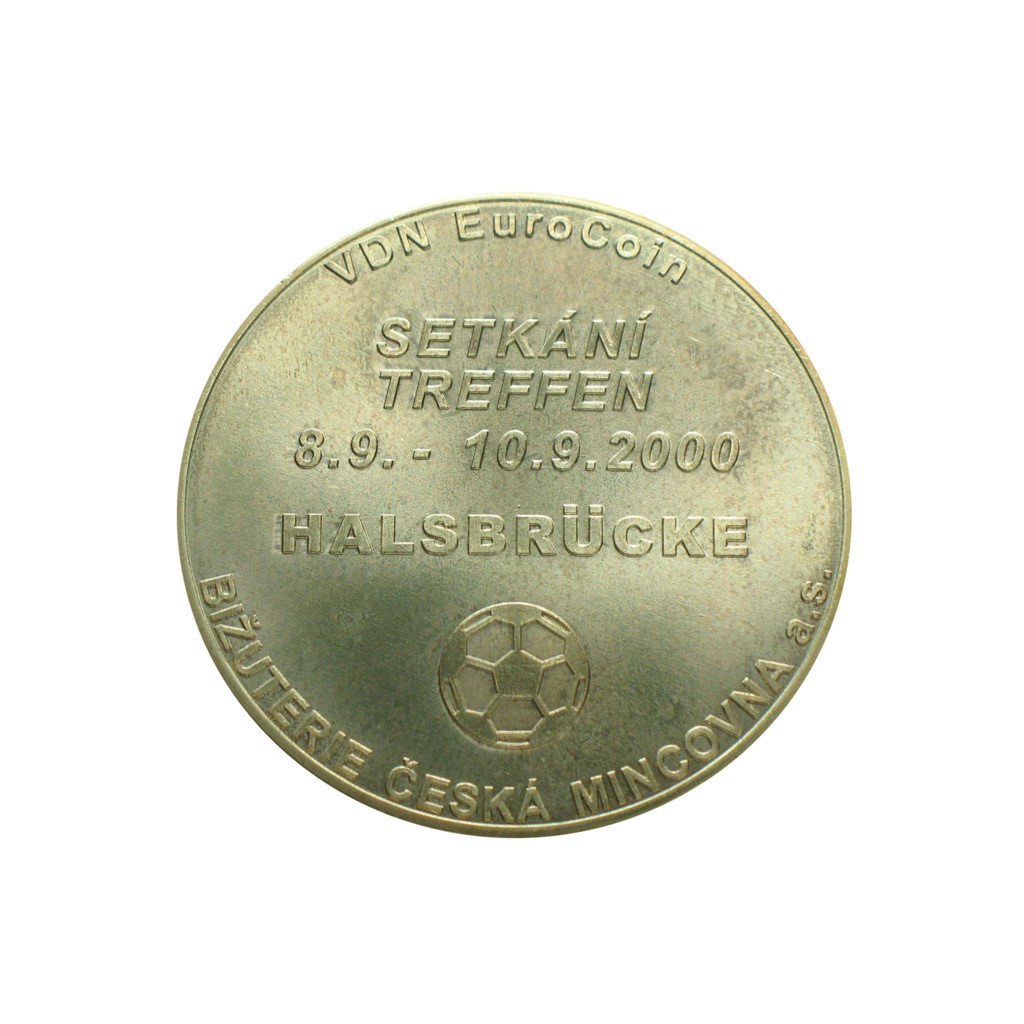 VDN EuroCoin
SETKÁNÍ
TREFFEN
8.9. - 10.9.2000
HALSBRÜCKE
BIŽUTERIE ČESKÁ MINCOVNA a.s.